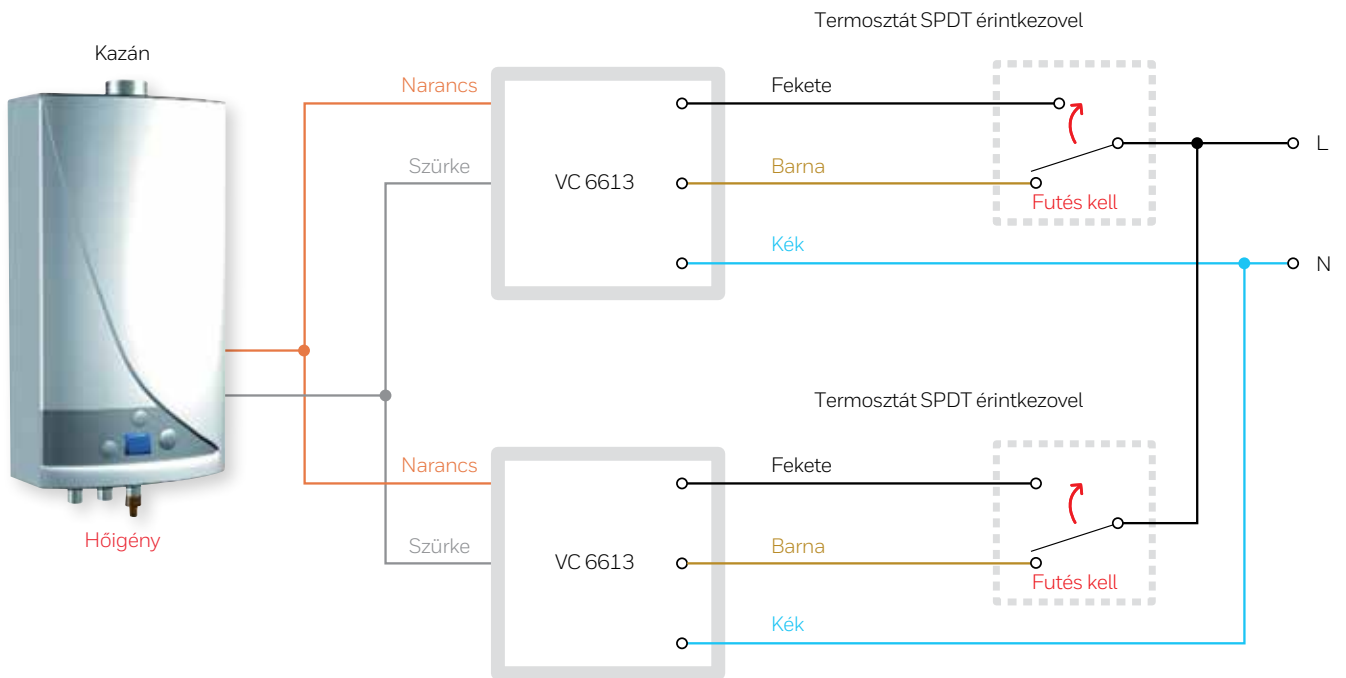 Termosztát SPDT érintkezovel
Kazán
Narancs
Fekete
L
Szürke
VC 6613
Barna
Futés kell
Kék
N
Termosztát SPDT érintkezovel
Narancs
Fekete
Hőigény
Szürke
VC 6613
Barna
Futés kell
Kék